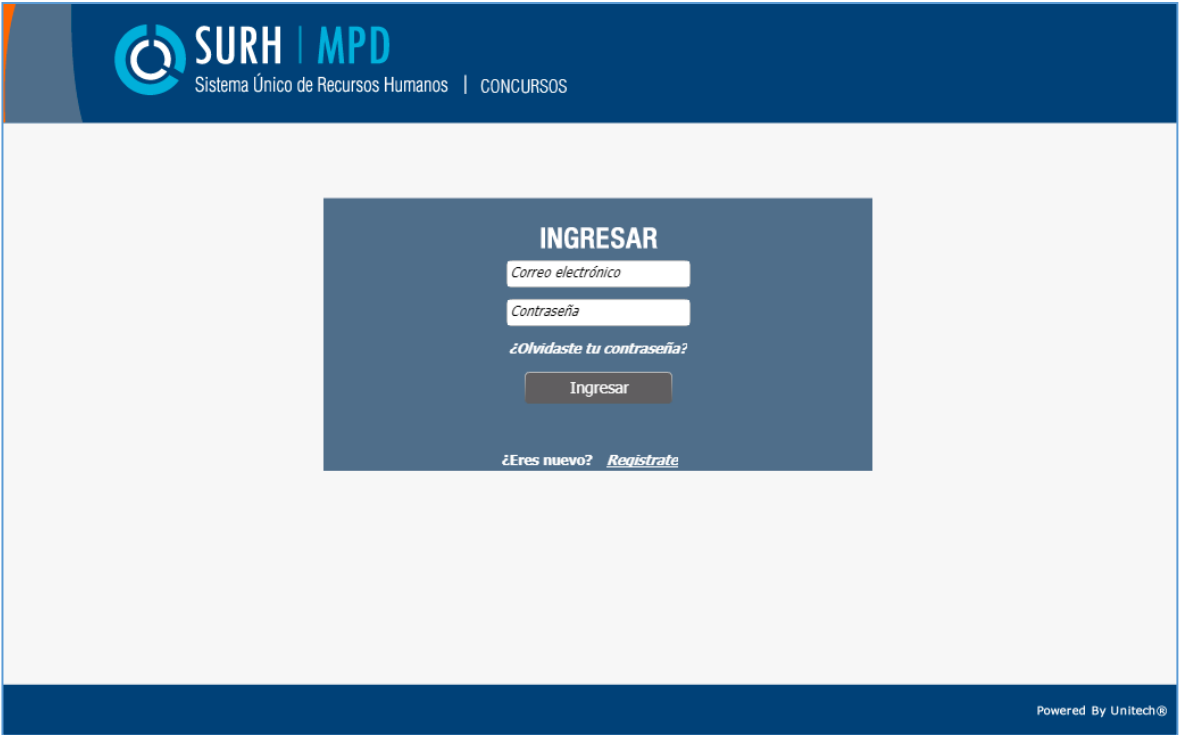 SURH | MPD
Sistema Único de Recursos Humanos | CONCURSOS
INGRESAR
Correo electrónico
Contraseña
¿Olvidaste tu contraseña?
Ingresar
¿Eres nuevo? Registrate
Powered By Unitech®